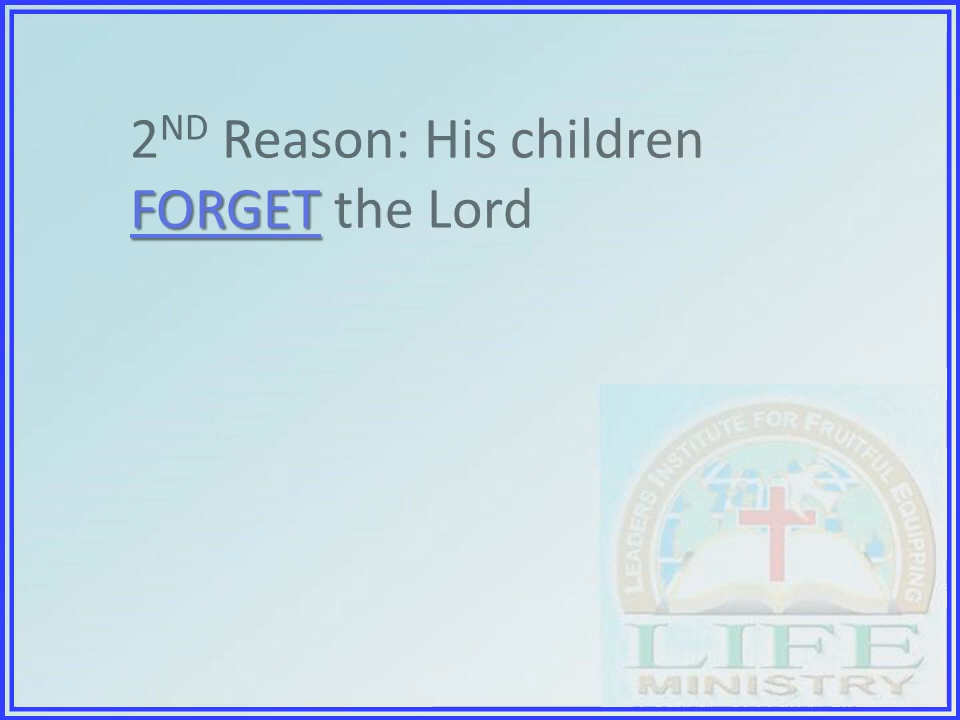 2ND Reason: His children
FORGET the Lord
LEADERS INSTITUTE FOR FRUITFUL EQUIPPING
LIFE
MINISTRY